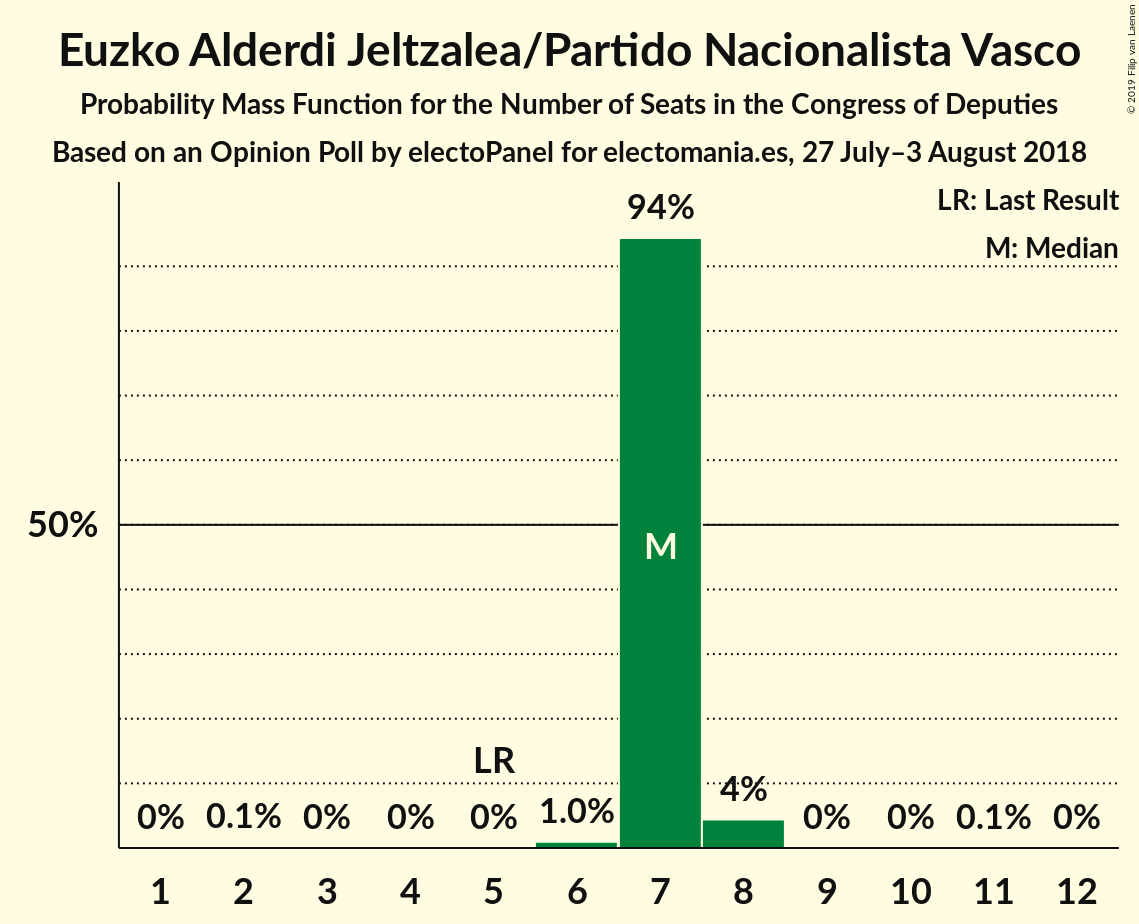 Euzko Alderdi Jeltzalea/Partido Nacionalista Vasco
Probability Mass Function for the Number of Seats in the Congress of Deputies
Based on an Opinion Poll by electoPanel for electomania.es, 27 July–3 August 2018
© 2019 Filip van Laenen
LR: Last Result
M: Median
94%
50%
M
LR
0% 0.1% 0% 0% 0% 1.0% 4% 0% 0% 0.1% 0%
1 2 3 4 5 6 7 8 9 10 11 12